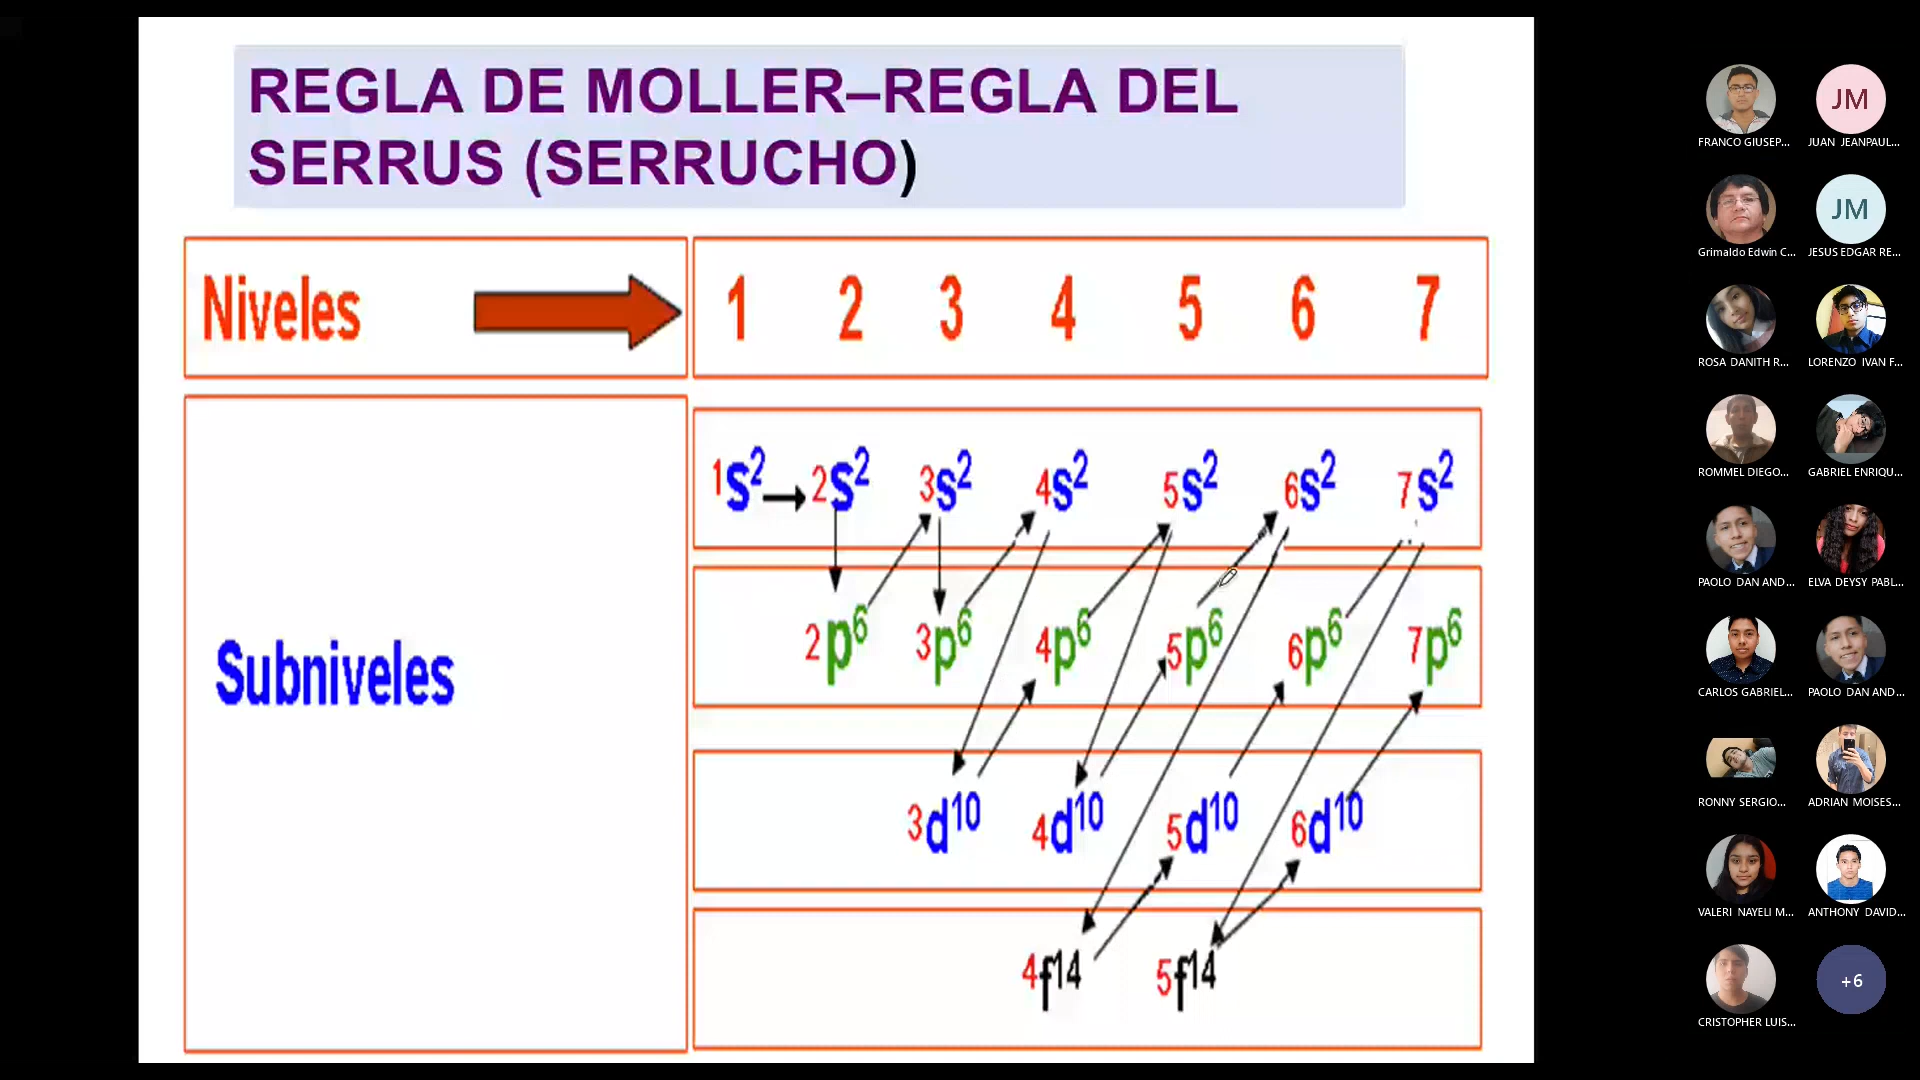 REGLA DE MOLLER–REGLA DEL
SERRUS (SERRUCHO)
Niveles
1 2 3 4 5 6 7
Subniveles
1s² 2s² 3s² 4s² 5s² 6s² 7s²
2p⁶ 3p⁶ 4p⁶ 5p⁶ 6p⁶ 7p⁶
3d¹⁰ 4d¹⁰ 5d¹⁰ 6d¹⁰
4f¹⁴ 5f¹⁴
JM
FRANCO GIUSEP... JUAN JEANPAUL...
JM
Grimaldo Edwin C... JESUS EDGAR RE...
ROSA DANITH R... LORENZO IVAN F...
ROMMEL DIEGO... GABRIEL ENRIQU...
PAOLO DAN AND... ELVA DEYSY PABL...
CARLOS GABRIEL... PAOLO DAN AND...
RONNY SERGIO... ADRIAN MOISES...
VALERI NAYELI M... ANTHONY DAVID...
+6
CRISTOPHER LUIS...